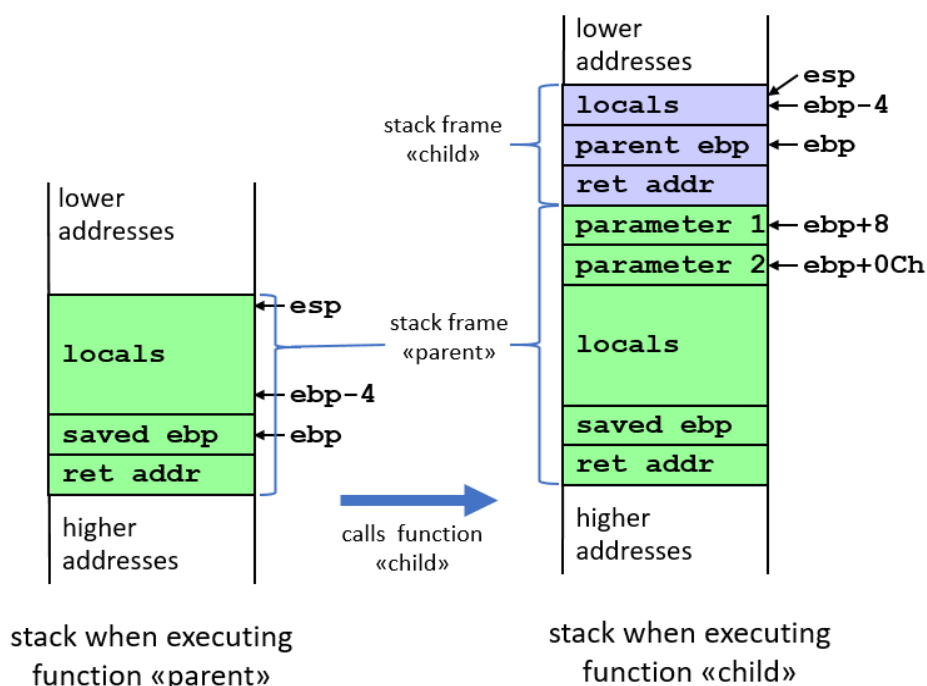 lower
addresses
esp
locals
ebp-4
stack frame
«child»
parent ebp
ebp
ret addr
lower
addresses
parameter 1
ebp+8
parameter 2
ebp+0Ch
esp
stack frame
«parent»
locals
locals
ebp-4
saved ebp
ebp
saved ebp
ret addr
ret addr
higher
addresses
calls function
«child»
higher
addresses
stack when executing
function «parent»
stack when executing
function «child»